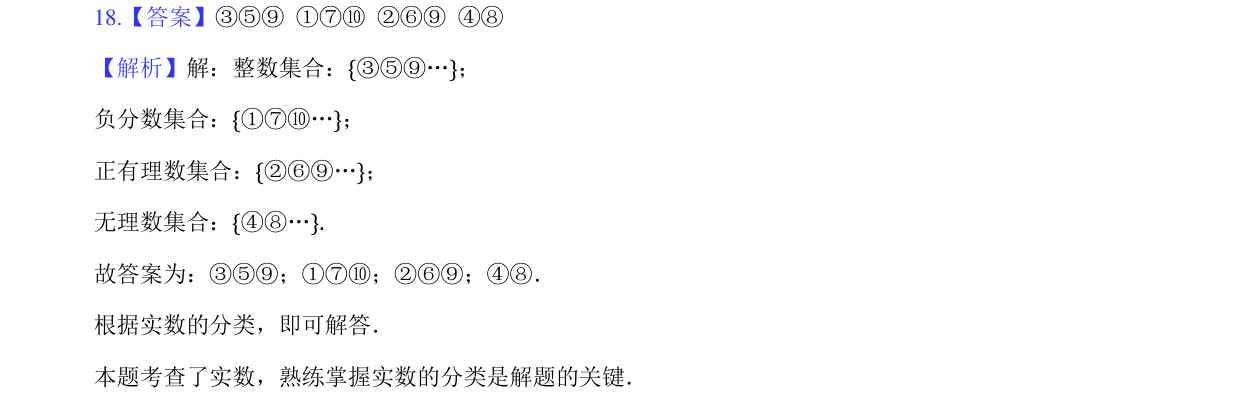 18.【答案】③⑤⑨ ①⑦⑩ ②⑥⑨ ④⑧
【解析】解：整数集合：{③⑤⑨…}；
负分数集合：{①⑦⑩…}；
正有理数集合：{②⑥⑨…}；
无理数集合：{④⑧…}.
故答案为：③⑤⑨；①⑦⑩；②⑥⑨；④⑧.
根据实数的分类，即可解答.
本题考查了实数，熟练掌握实数的分类是解题的关键.